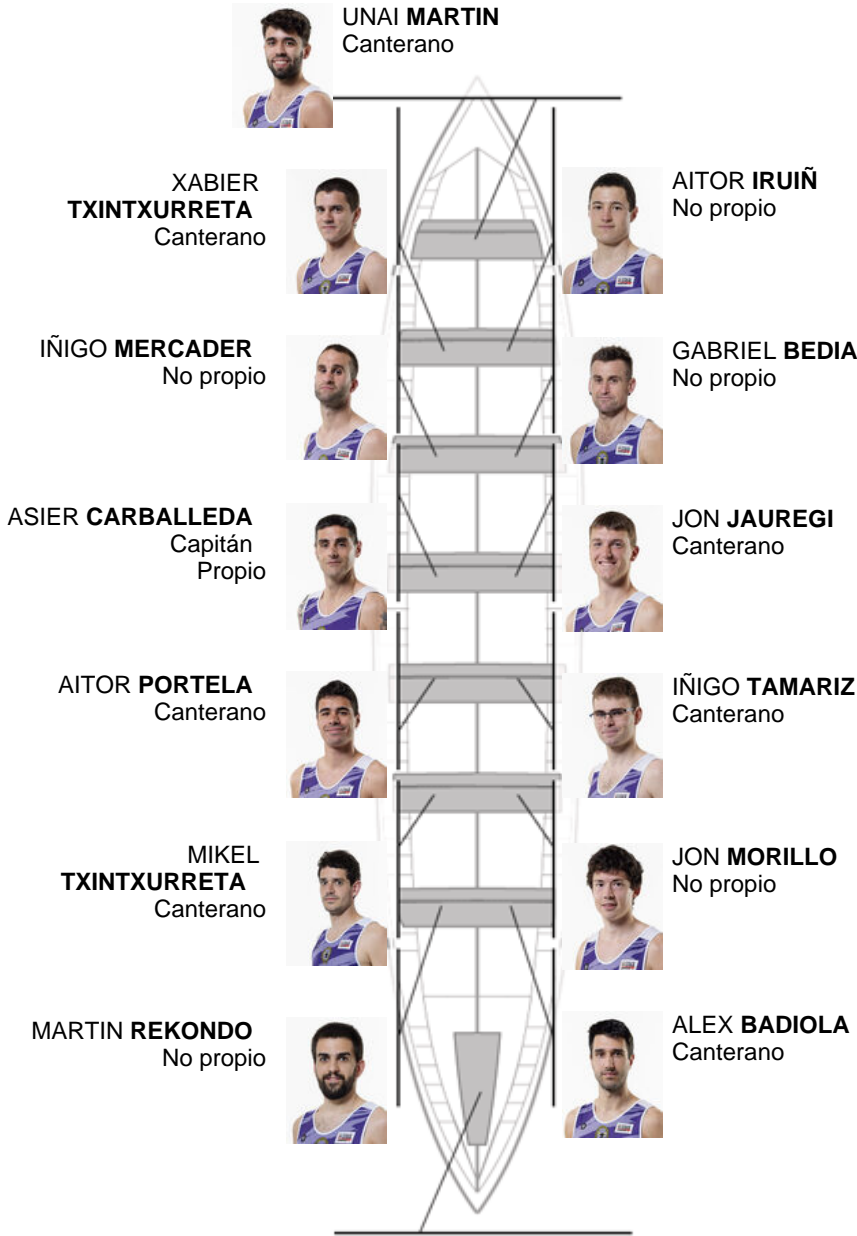 UNAI MARTIN
Canterano
XABIER
TXINTXURRETA
Canterano
AITOR IRUIÑ
No propio
IÑIGO MERCADER
No propio
GABRIEL BEDIA
No propio
ASIER CARBALLEDA
Capitán
Propio
JON JAUREGI
Canterano
AITOR PORTELA
Canterano
IÑIGO TAMARIZ
Canterano
MIKEL
TXINTXURRETA
Canterano
JON MORILLO
No propio
MARTIN REKONDO
No propio
ALEX BADIOLA
Canterano